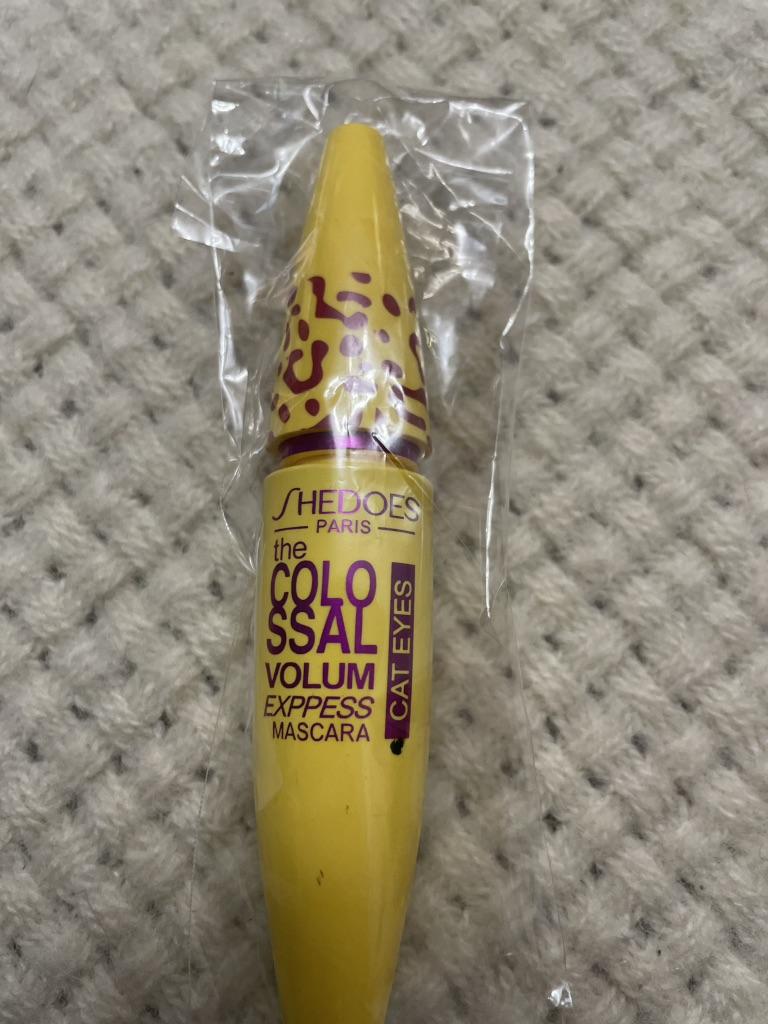 SHEDOES
PARIS
the
COLO
SSAL
VOLUM
EXPPESS
MASCARA
CAT EYES